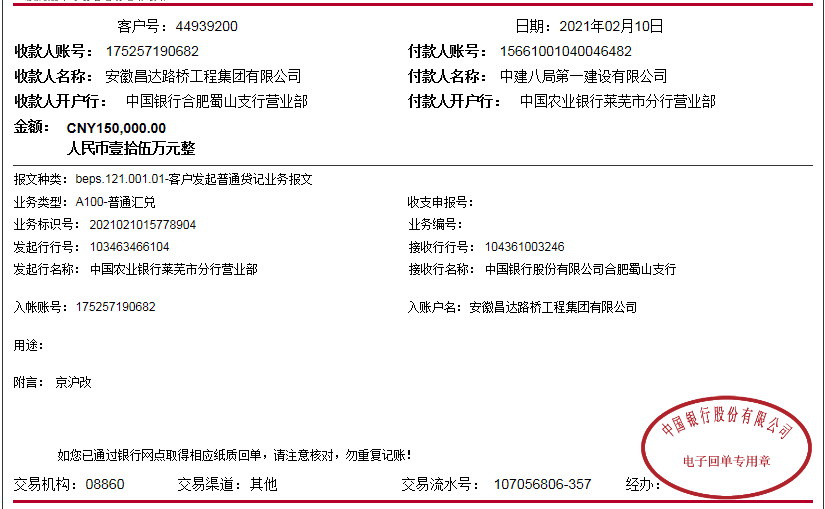 客户号：44939200 日期：2021年02月10日
收款人账号：175257190682 付款人账号：15661001040046482
收款人名称：安徽昌达路桥工程集团有限公司 付款人名称：中建八局第一建设有限公司
收款人开户行：中国银行合肥蜀山支行营业部 付款人开户行：中国农业银行莱芜市分行营业部
金额：CNY150,000.00
人民币壹拾伍万元整
报文种类：beps.121.001.01-客户发起普通贷记业务报文
业务类型：A100-普通汇兑 收支申报号：
业务标识号：2021021015778904 业务编号：
发起行行号：103463466104 接收行行号：104361003246
发起行名称：中国农业银行莱芜市分行营业部 接收行名称：中国银行股份有限公司合肥蜀山支行
入帐账号：175257190682 入账户名：安徽昌达路桥工程集团有限公司
用途：
附言：京沪改
中国银行股份有限公司
电子回单专用章
如您已通过银行网点取得相应纸质回单，请注意核对，勿重复记账！
交易机构：08860 交易渠道：其他 交易流水号：107056806-357 经办：